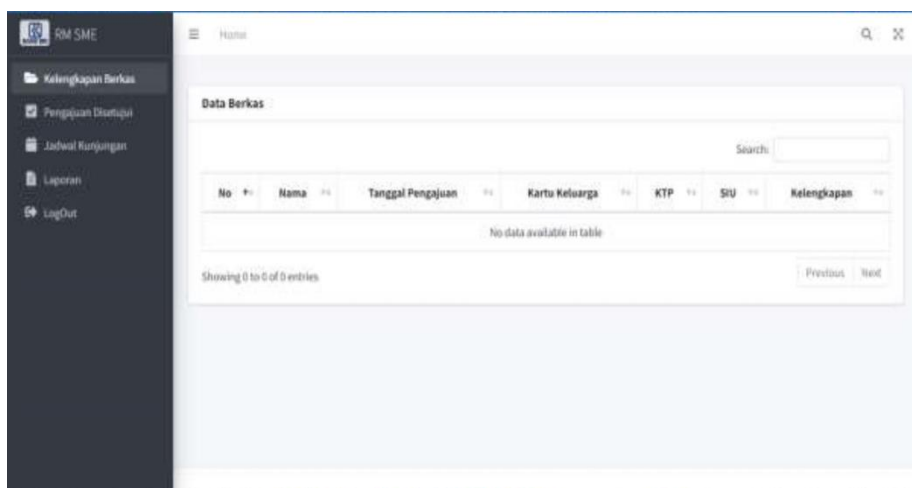 RM SME
Home
Kelengkapan Berkas
Pengajuan Disetujui
Jadwal Kunjungan
Laporan
LogOut
Data Berkas
Search:
No Nama Tanggal Pengajuan Kartu Keluarga KTP SIU Kelengkapan
No data available in table
Showing 0 to 0 of 0 entries
Previous Next